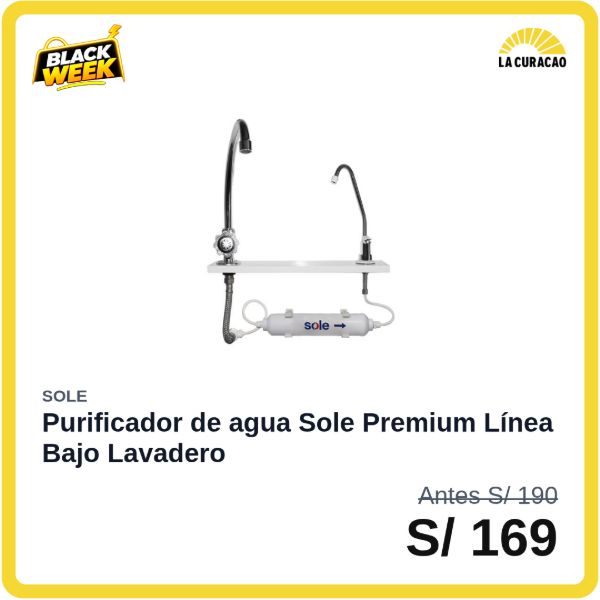 BLACK
WEEK
LA CURACAO
sole
SOLE
Purificador de agua Sole Premium Línea
Bajo Lavadero
Antes S/ 190
S/ 169